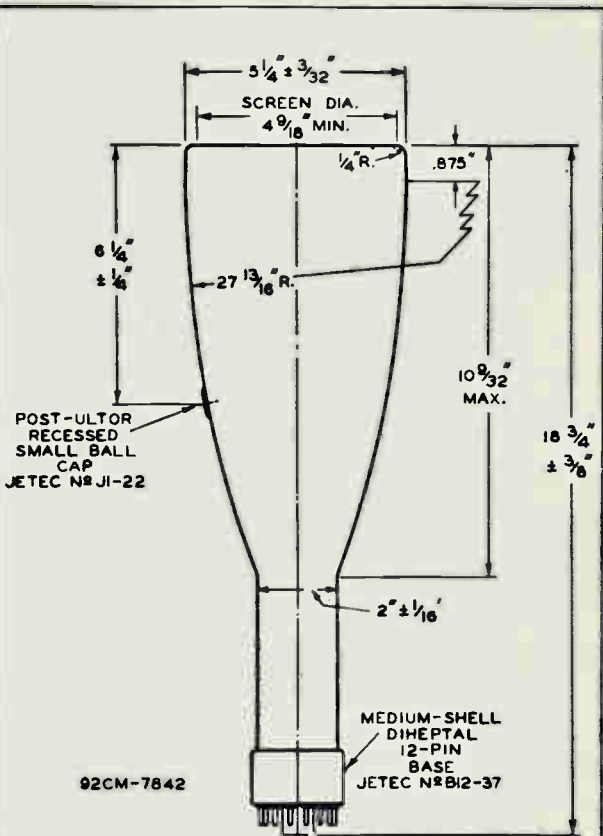 5 1/4" ± 3/32"
SCREEN DIA.
4 9/16" MIN.
1/4" R.
.875"
6 1/4"
± 1/4"
27 13/16" R.
10 9/32"
MAX.
POST-ULTOR
RECESSED
SMALL BALL
CAP
JETEC Nº J1-22
18 3/4"
± 3/8"
2" ± 1/16"
MEDIUM-SHELL
DIHEPTAL
12-PIN
BASE
JETEC Nº B12-37
92CM-7842